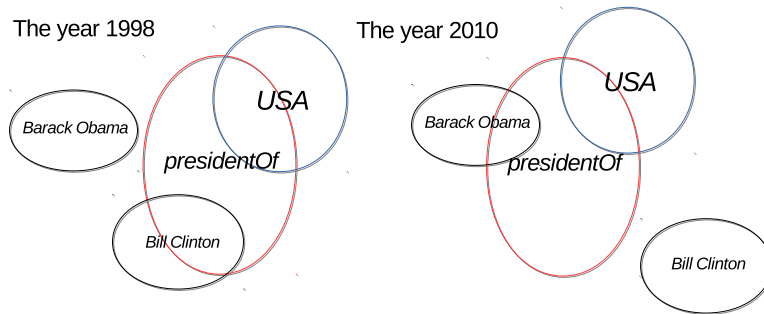 The year 1998
USA
Barack Obama
presidentOf
Bill Clinton
The year 2010
USA
Barack Obama
presidentOf
Bill Clinton